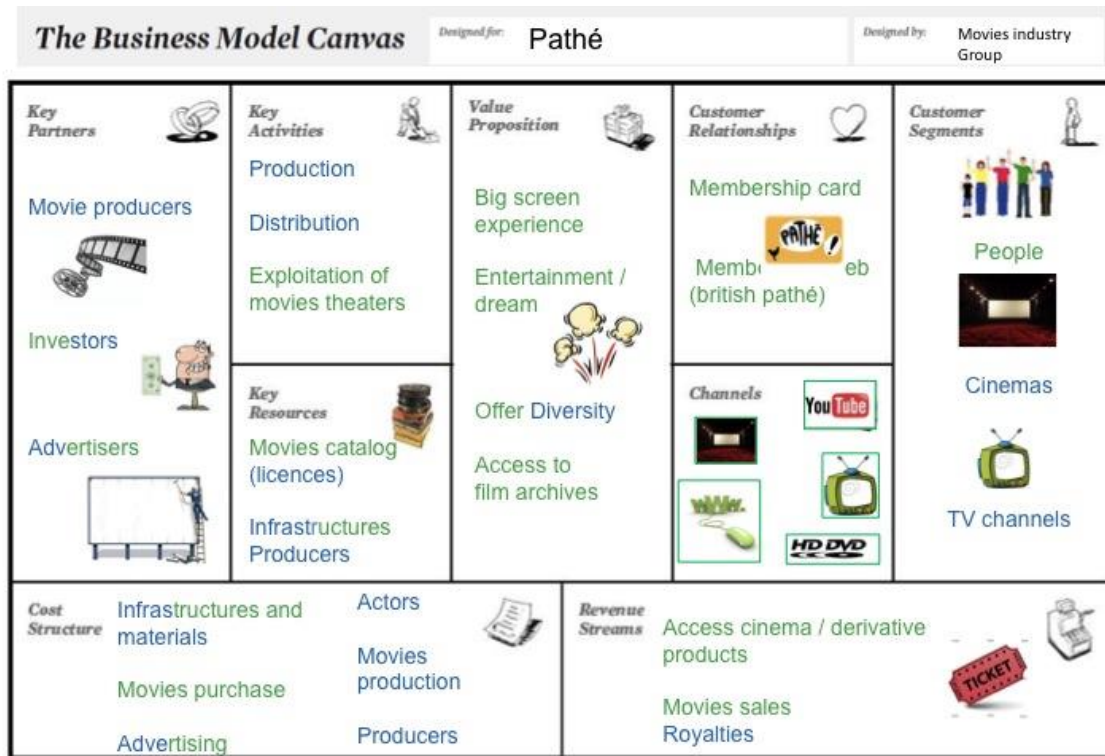 The Business Model Canvas
Designed for:
Pathé
Designed by:
Movies industry
Group
Key
Partners
Movie producers
Investors
Advertisers
Key
Activities
Production
Distribution
Exploitation of
movies theaters
Key
Resources
Movies catalog
(licences)
Infrastructures
Producers
Value
Proposition
Big screen
experience
Entertainment /
dream
Offer Diversity
Access to
film archives
Customer
Relationships
Membership card
PATHÉ!
Memb eb
(british pathé)
Channels
YouTube
www.
HD DVD
Customer
Segments
People
Cinemas
TV channels
Cost
Structure
Infrastructures and
materials
Movies purchase
Advertising
Actors
Movies
production
Producers
Revenue
Streams
Access cinema / derivative
products
Movies sales
Royalties
TICKET